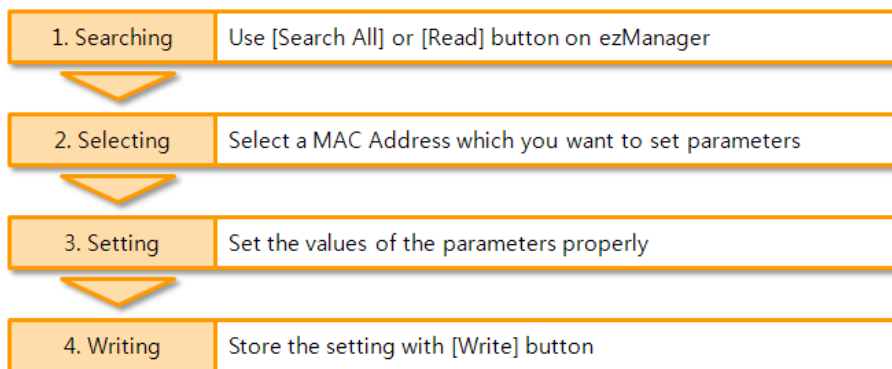 1. Searching Use [Search All] or [Read] button on ezManager
2. Selecting Select a MAC Address which you want to set parameters
3. Setting Set the values of the parameters properly
4. Writing Store the setting with [Write] button